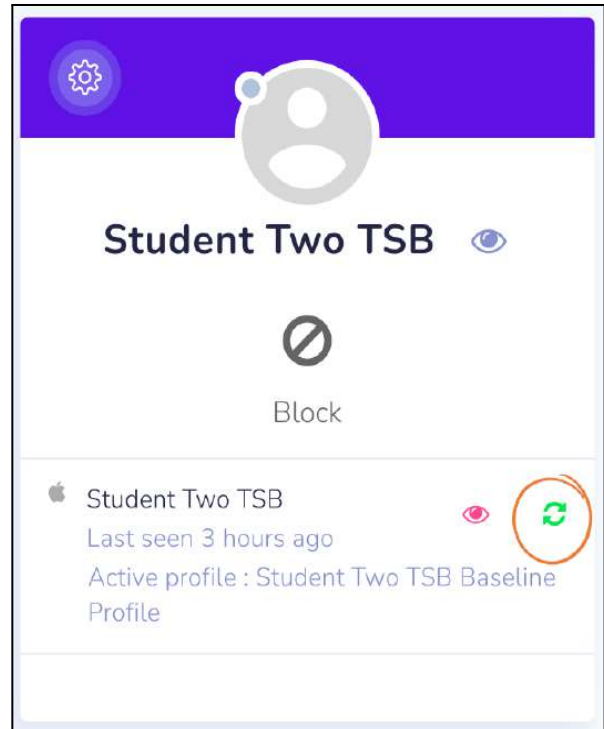 Student Two TSB
Block
Student Two TSB
Last seen 3 hours ago
Active profile : Student Two TSB Baseline
Profile